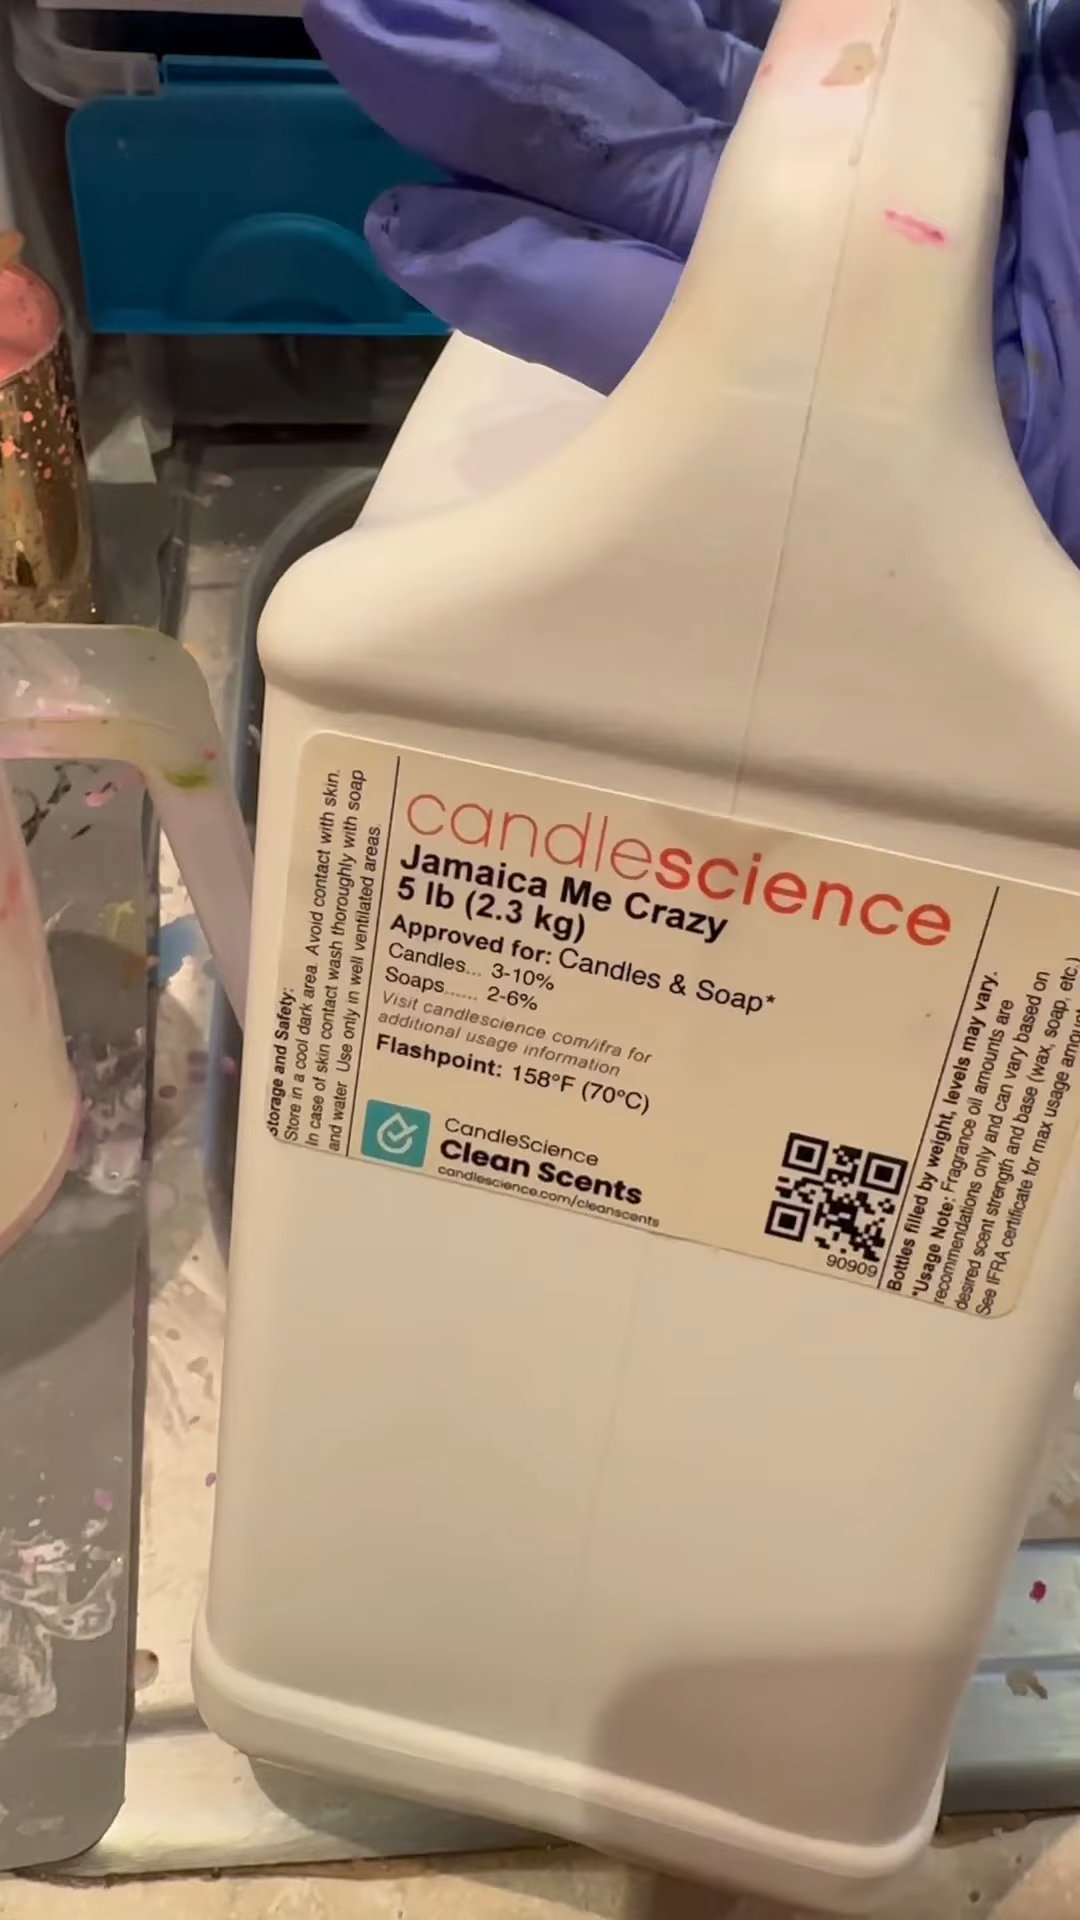 Storage and Safety:
Store in a cool dark area. Avoid contact with skin.
In case of skin contact wash thoroughly with soap
and water Use only in well ventilated areas.
candlescience
Jamaica Me Crazy
5 lb (2.3 kg)
Approved for: Candles & Soap*
Candles... 3-10%
Soaps...... 2-6%
Visit candlescience com/ifra for
additional usage information
Flashpoint: 158°F (70°C)
CandleScience
Clean Scents
candlescience.com/cleanscents
90909
Bottles filled by weight, levels may vary.
*Usage Note: Fragrance oil amounts are
recommendations only and can vary based on
desired scent strength and base (wax, soap, etc.)
See IFRA certificate for max usage amount